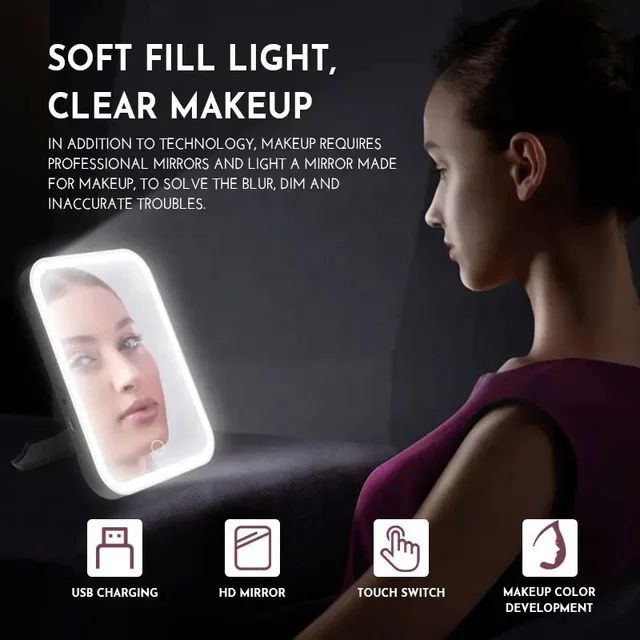 SOFT FILL LIGHT,
CLEAR MAKEUP
IN ADDITION TO TECHNOLOGY, MAKEUP REQUIRES
PROFESSIONAL MIRRORS AND LIGHT A MIRROR MADE
FOR MAKEUP, TO SOLVE THE BLUR, DIM AND
INACCURATE TROUBLES.
USB CHARGING
HD MIRROR
TOUCH SWITCH
MAKEUP COLOR
DEVELOPMENT